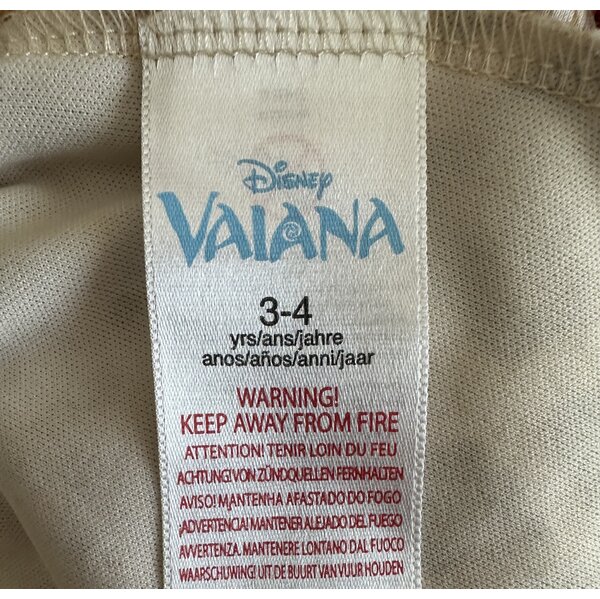 Disney
VAIANA
3-4
yrs/ans/jahre
anos/años/anni/jaar
WARNING!
KEEP AWAY FROM FIRE
ATTENTION! TENIR LOIN DU FEU
ACHTUNG! VON ZÜNDQUELLEN FERNHALTEN
AVISO! MANTENHA AFASTADO DO FOGO
¡ADVERTENCIA! MANTENER ALEJADO DEL FUEGO
AVVERTENZA. MANTENERE LONTANO DAL FUOCO
WAARSCHUWING! UIT DE BUURT VAN VUUR HOUDEN